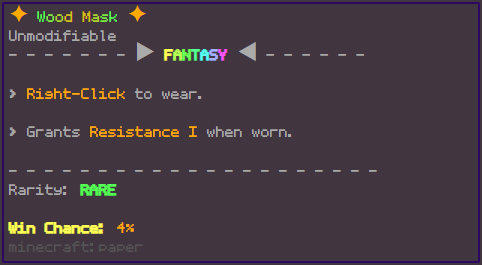 ✦ Wood Mask ✦
Unmodifiable
- - - - - - - ▶ FANTASY ◀ - - - - - -
> Right-Click to wear.
> Grants Resistance I when worn.
- - - - - - - - - - - - - - - - - - - -
Rarity: RARE
Win Chance: 4%
minecraft:paper